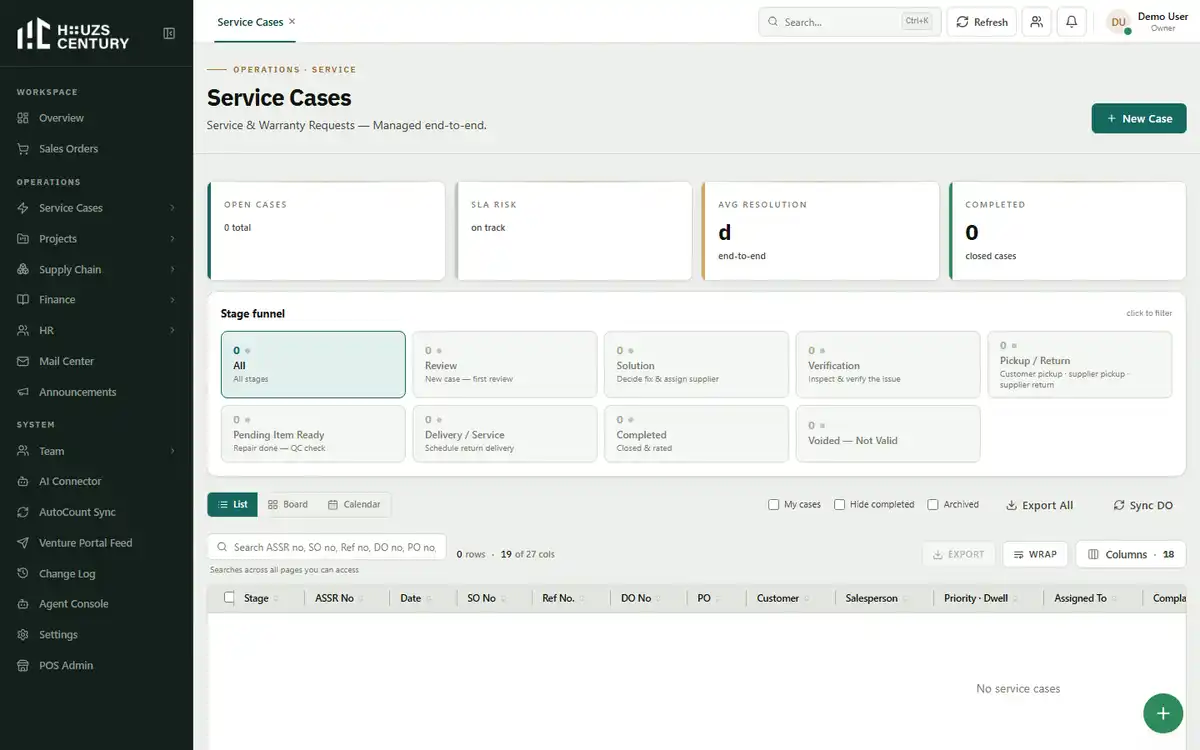 HOUZS
CENTURY
WORKSPACE
Overview
Sales Orders
OPERATIONS
Service Cases
Projects
Supply Chain
Finance
HR
Mail Center
Announcements
SYSTEM
Team
AI Connector
AutoCount Sync
Venture Portal Feed
Change Log
Agent Console
Settings
POS Admin
Service Cases ×
Search... Ctrl+K
Refresh
DU
Demo User
Owner
OPERATIONS · SERVICE
Service Cases
Service & Warranty Requests — Managed end-to-end.
+ New Case
OPEN CASES
0 total
SLA RISK
on track
AVG RESOLUTION
d
end-to-end
COMPLETED
0
closed cases
Stage funnel
click to filter
0
All
All stages
0
Review
New case — first review
0
Solution
Decide fix & assign supplier
0
Verification
Inspect & verify the issue
0
Pickup / Return
Customer pickup · supplier pickup ·
supplier return
0
Pending Item Ready
Repair done — QC check
0
Delivery / Service
Schedule return delivery
0
Completed
Closed & rated
0
Voided — Not Valid
List Board Calendar
My cases Hide completed Archived Export All Sync DO
Search ASSR no, SO no, Ref no, DO no, PO no,
0 rows · 19 of 27 cols
EXPORT WRAP Columns · 18
Searches across all pages you can access
Stage ASSR No Date SO No Ref No. DO No PO Customer Salesperson Priority · Dwell Assigned To Compla
No service cases
+